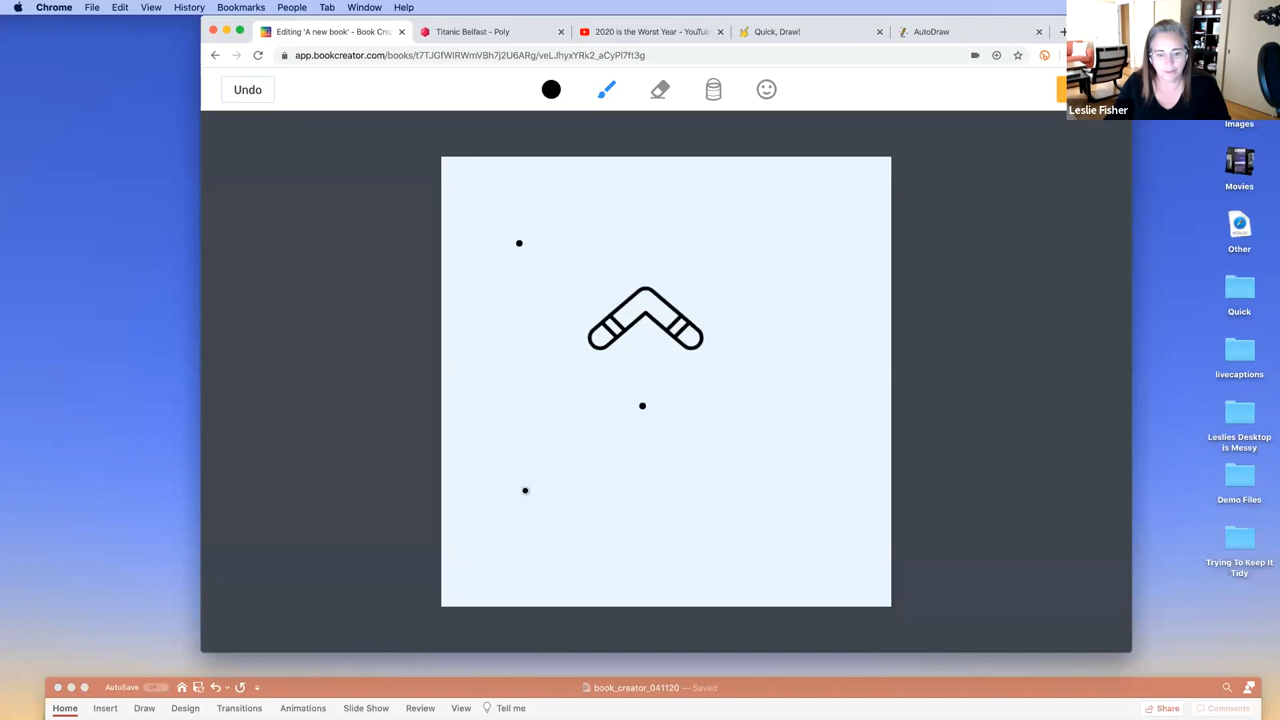 Chrome File Edit View History Bookmarks People Tab Window Help
Editing 'A new book' - Book Cre
Titanic Belfast - Poly
2020 is the Worst Year - YouTub
Quick, Draw!
AutoDraw
app.bookcreator.com/books/
Undo
Leslie Fisher
Images
Movies
Other
Quick
livecaptions
Leslies Desktop
is Messy
Demo Files
Trying To Keep It
Tidy
AutoSave
book_creator_041120 — Saved
Home Insert Draw Design Transitions Animations Slide Show Review View Tell me
Share
Comments